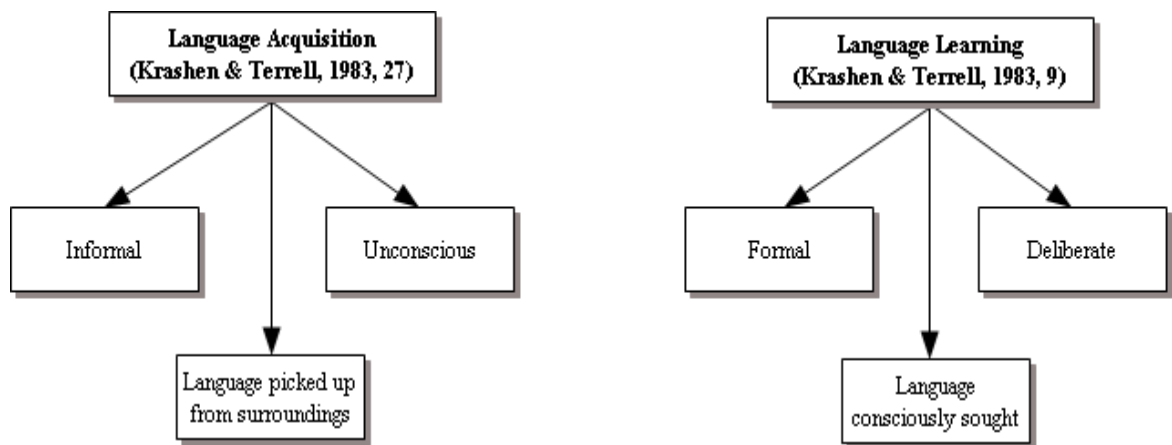 Language Acquisition
(Krashen & Terrell, 1983, 27)
Informal
Unconscious
Language picked up
from surroundings
Language Learning
(Krashen & Terrell, 1983, 9)
Formal
Deliberate
Language
consciously sought